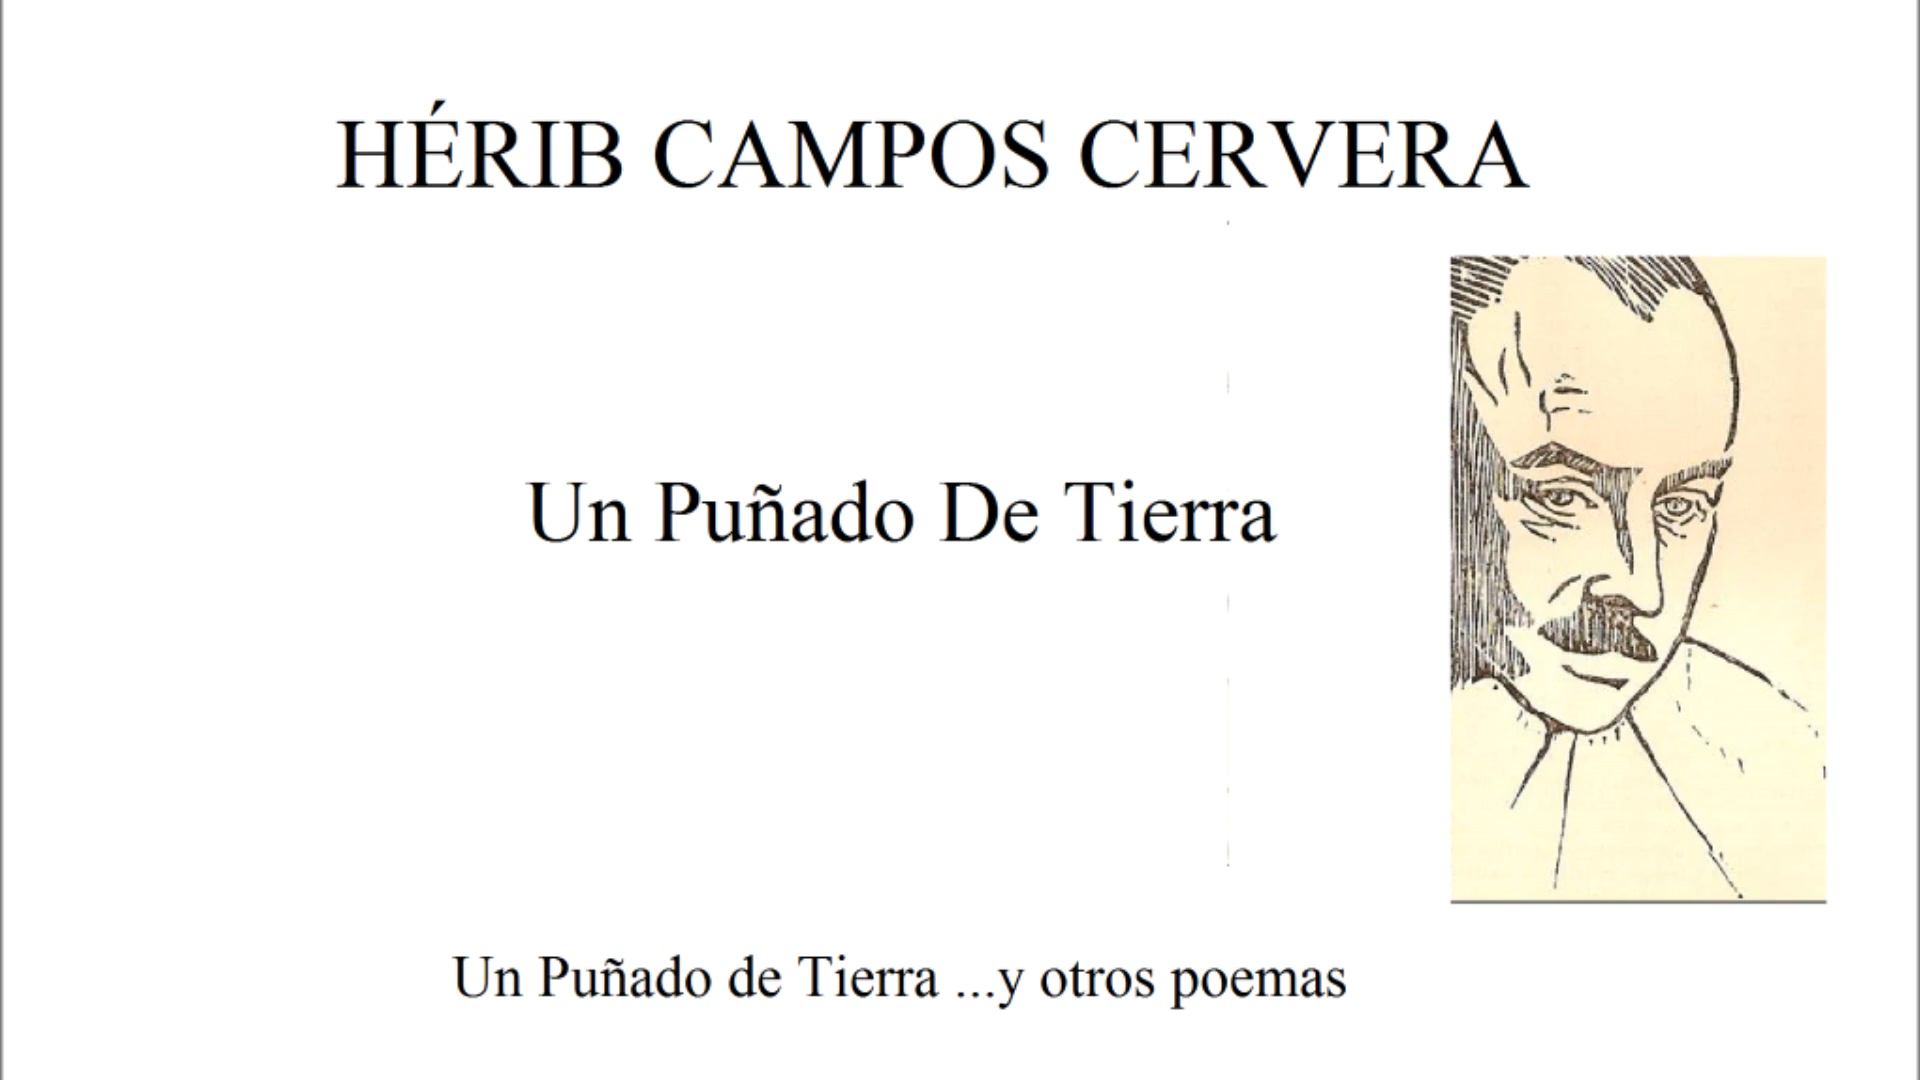 HÉRIB CAMPOS CERVERA
Un Puñado De Tierra
Un Puñado de Tierra ...y otros poemas